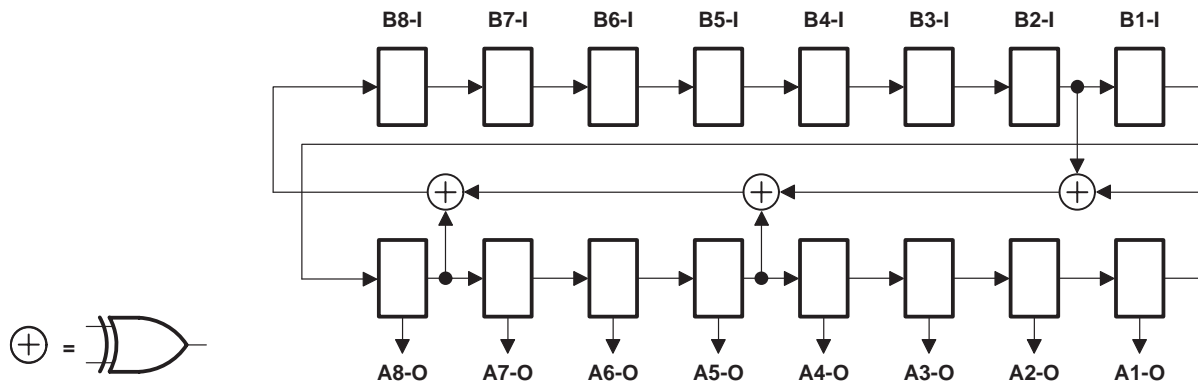 B8-I B7-I B6-I B5-I B4-I B3-I B2-I B1-I
=
A8-O A7-O A6-O A5-O A4-O A3-O A2-O A1-O